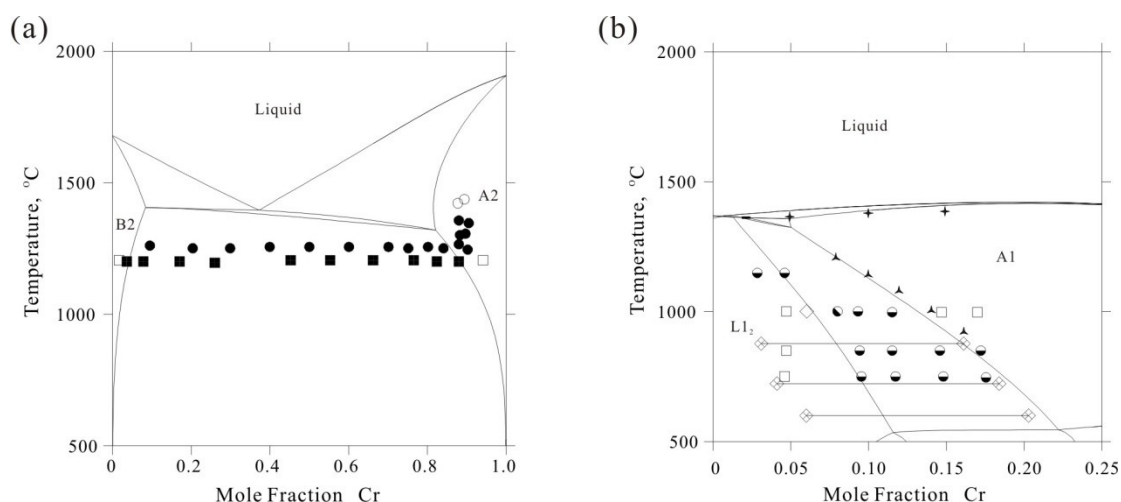 (a)
2000
1500
1000
500
Temperature, °C
Liquid
A2
B2
0
0.2
0.4
0.6
0.8
1.0
Mole Fraction Cr
(b)
2000
1500
1000
500
Temperature, °C
Liquid
A1
L1₂
0
0.05
0.10
0.15
0.20
0.25
Mole Fraction Cr